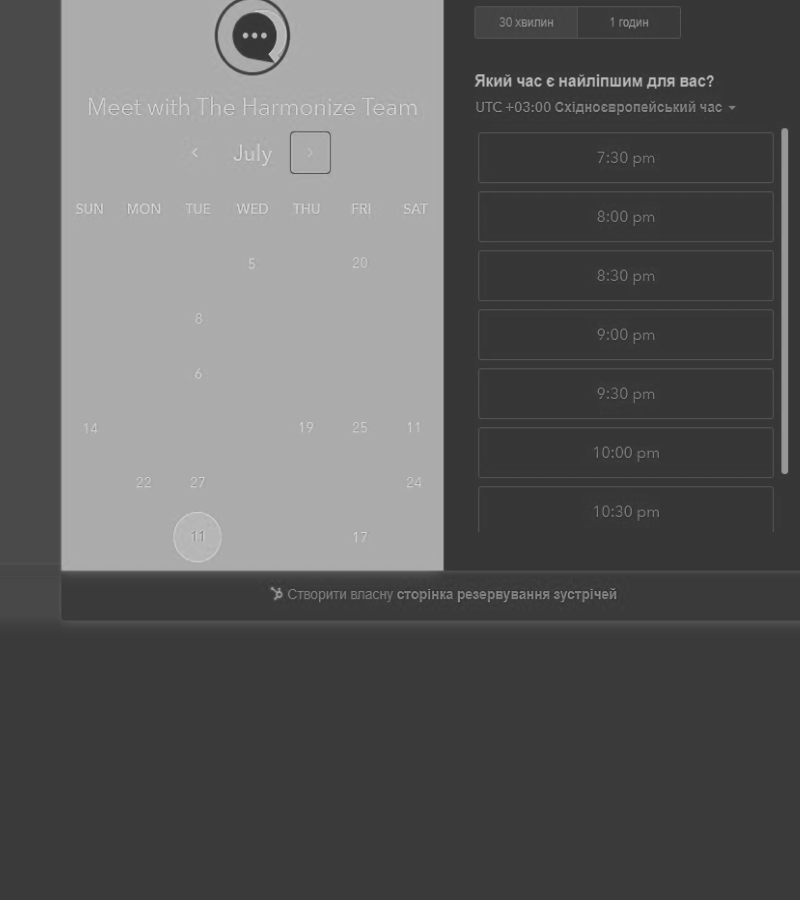 Meet with The Harmonize Team
July
SUN MON TUE WED THU FRI SAT
5 20
8
6
14 19 25 11
22 27 24
11 17
30 хвилин 1 годин
Який час є найліпшим для вас?
UTC +03:00 Східноєвропейський час
7:30 pm
8:00 pm
8:30 pm
9:00 pm
9:30 pm
10:00 pm
10:30 pm
Створити власну сторінка резервування зустрічей